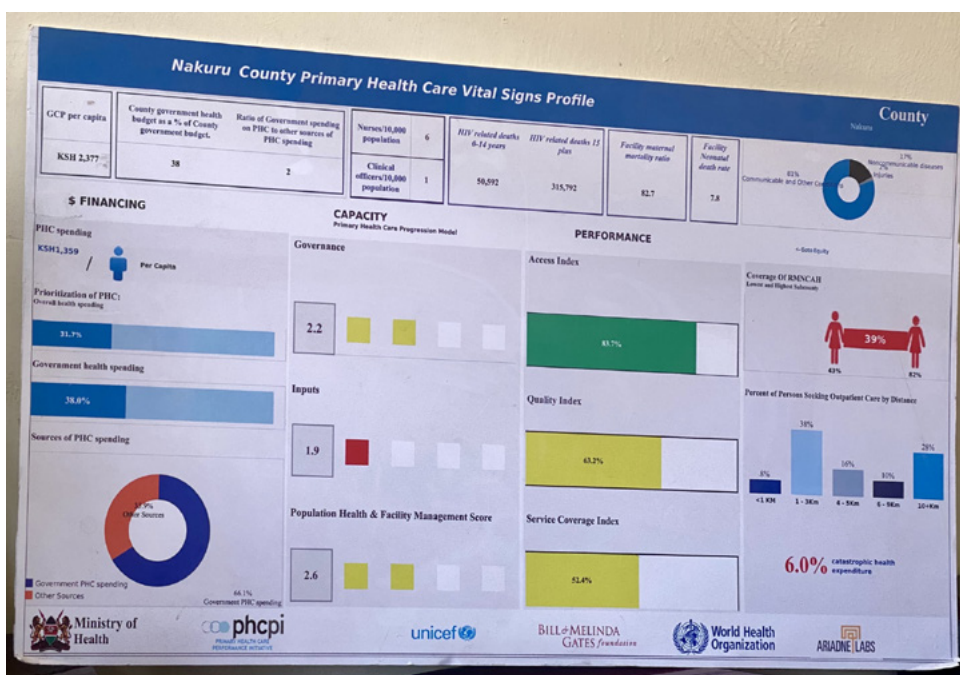 Nakuru County Primary Health Care Vital Signs Profile
County
Nakuru
GCP per capita
KSH 2,377
County government health
budget as a % of County
government budget.
38
Ratio of Government spending
on PHC to other sources of
PHC spending
2
Nurses/10,000
population
6
Clinical
officers/10,000
population
1
HIV related deaths
0-14 years
50,592
HIV related deaths 15
plus
315,792
Facility maternal
mortality ratio
82.7
Facility
Neonatal
death rate
7.8
81%
Communicable and Other
17%
Noncommunicable diseases
2%
Injuries
$ FINANCING
PHC spending
KSH1,359
/
Per Capita
Prioritization of PHC:
Overall health spending
31.7%
Government health spending
38.0%
Sources of PHC spending
Other Sources
Government PHC spending
Other Sources
66.1%
Government PHC spending
CAPACITY
Primary Health Care Progression Model
Governance
2.2
Inputs
1.9
Population Health & Facility Management Score
2.6
PERFORMANCE
Access Index
83.7%
Quality Index
63.2%
Service Coverage Index
52.4%
Coverage Of RMNCAH
Lowest and Highest Subcounty
39%
43%
82%
Percent of Persons Seeking Outpatient Care by Distance
8%
38%
16%
10%
28%
<1 KM
1 - 3Km
4 - 5Km
6 - 9Km
10+Km
6.0% catastrophic health
expenditure
Ministry of
Health
phcpi
PRIMARY HEALTH CARE
PERFORMANCE INITIATIVE
unicef
BILL & MELINDA
GATES foundation
World Health
Organization
ARIADNE LABS